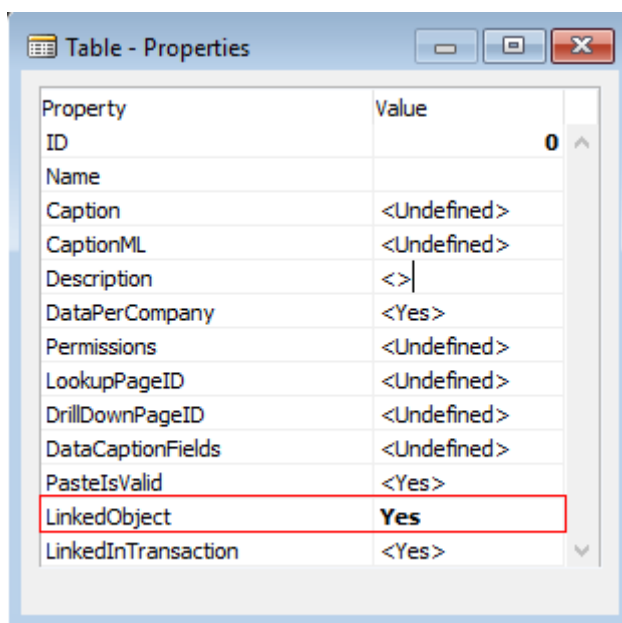 Table - Properties
Property Value
ID 0
Name
Caption <Undefined>
CaptionML <Undefined>
Description <>
DataPerCompany <Yes>
Permissions <Undefined>
LookupPageID <Undefined>
DrillDownPageID <Undefined>
DataCaptionFields <Undefined>
PasteIsValid <Yes>
LinkedObject Yes
LinkedInTransaction <Yes>